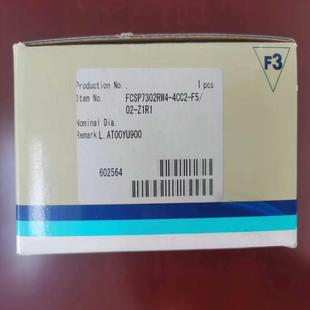 F3
Production No.. 1 pcs
Item No. FCSP7302RW4-4CC2-F5/
02-Z1R1
Nominal Dia.
Remark L.AT00YU900
602564